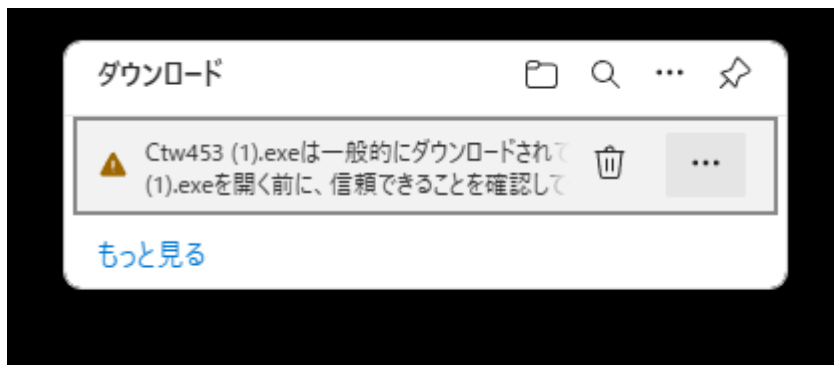 ダウンロード
Ctw453 (1).exeは一般的にダウンロードされて
(1).exeを開く前に、信頼できることを確認して
もっと見る